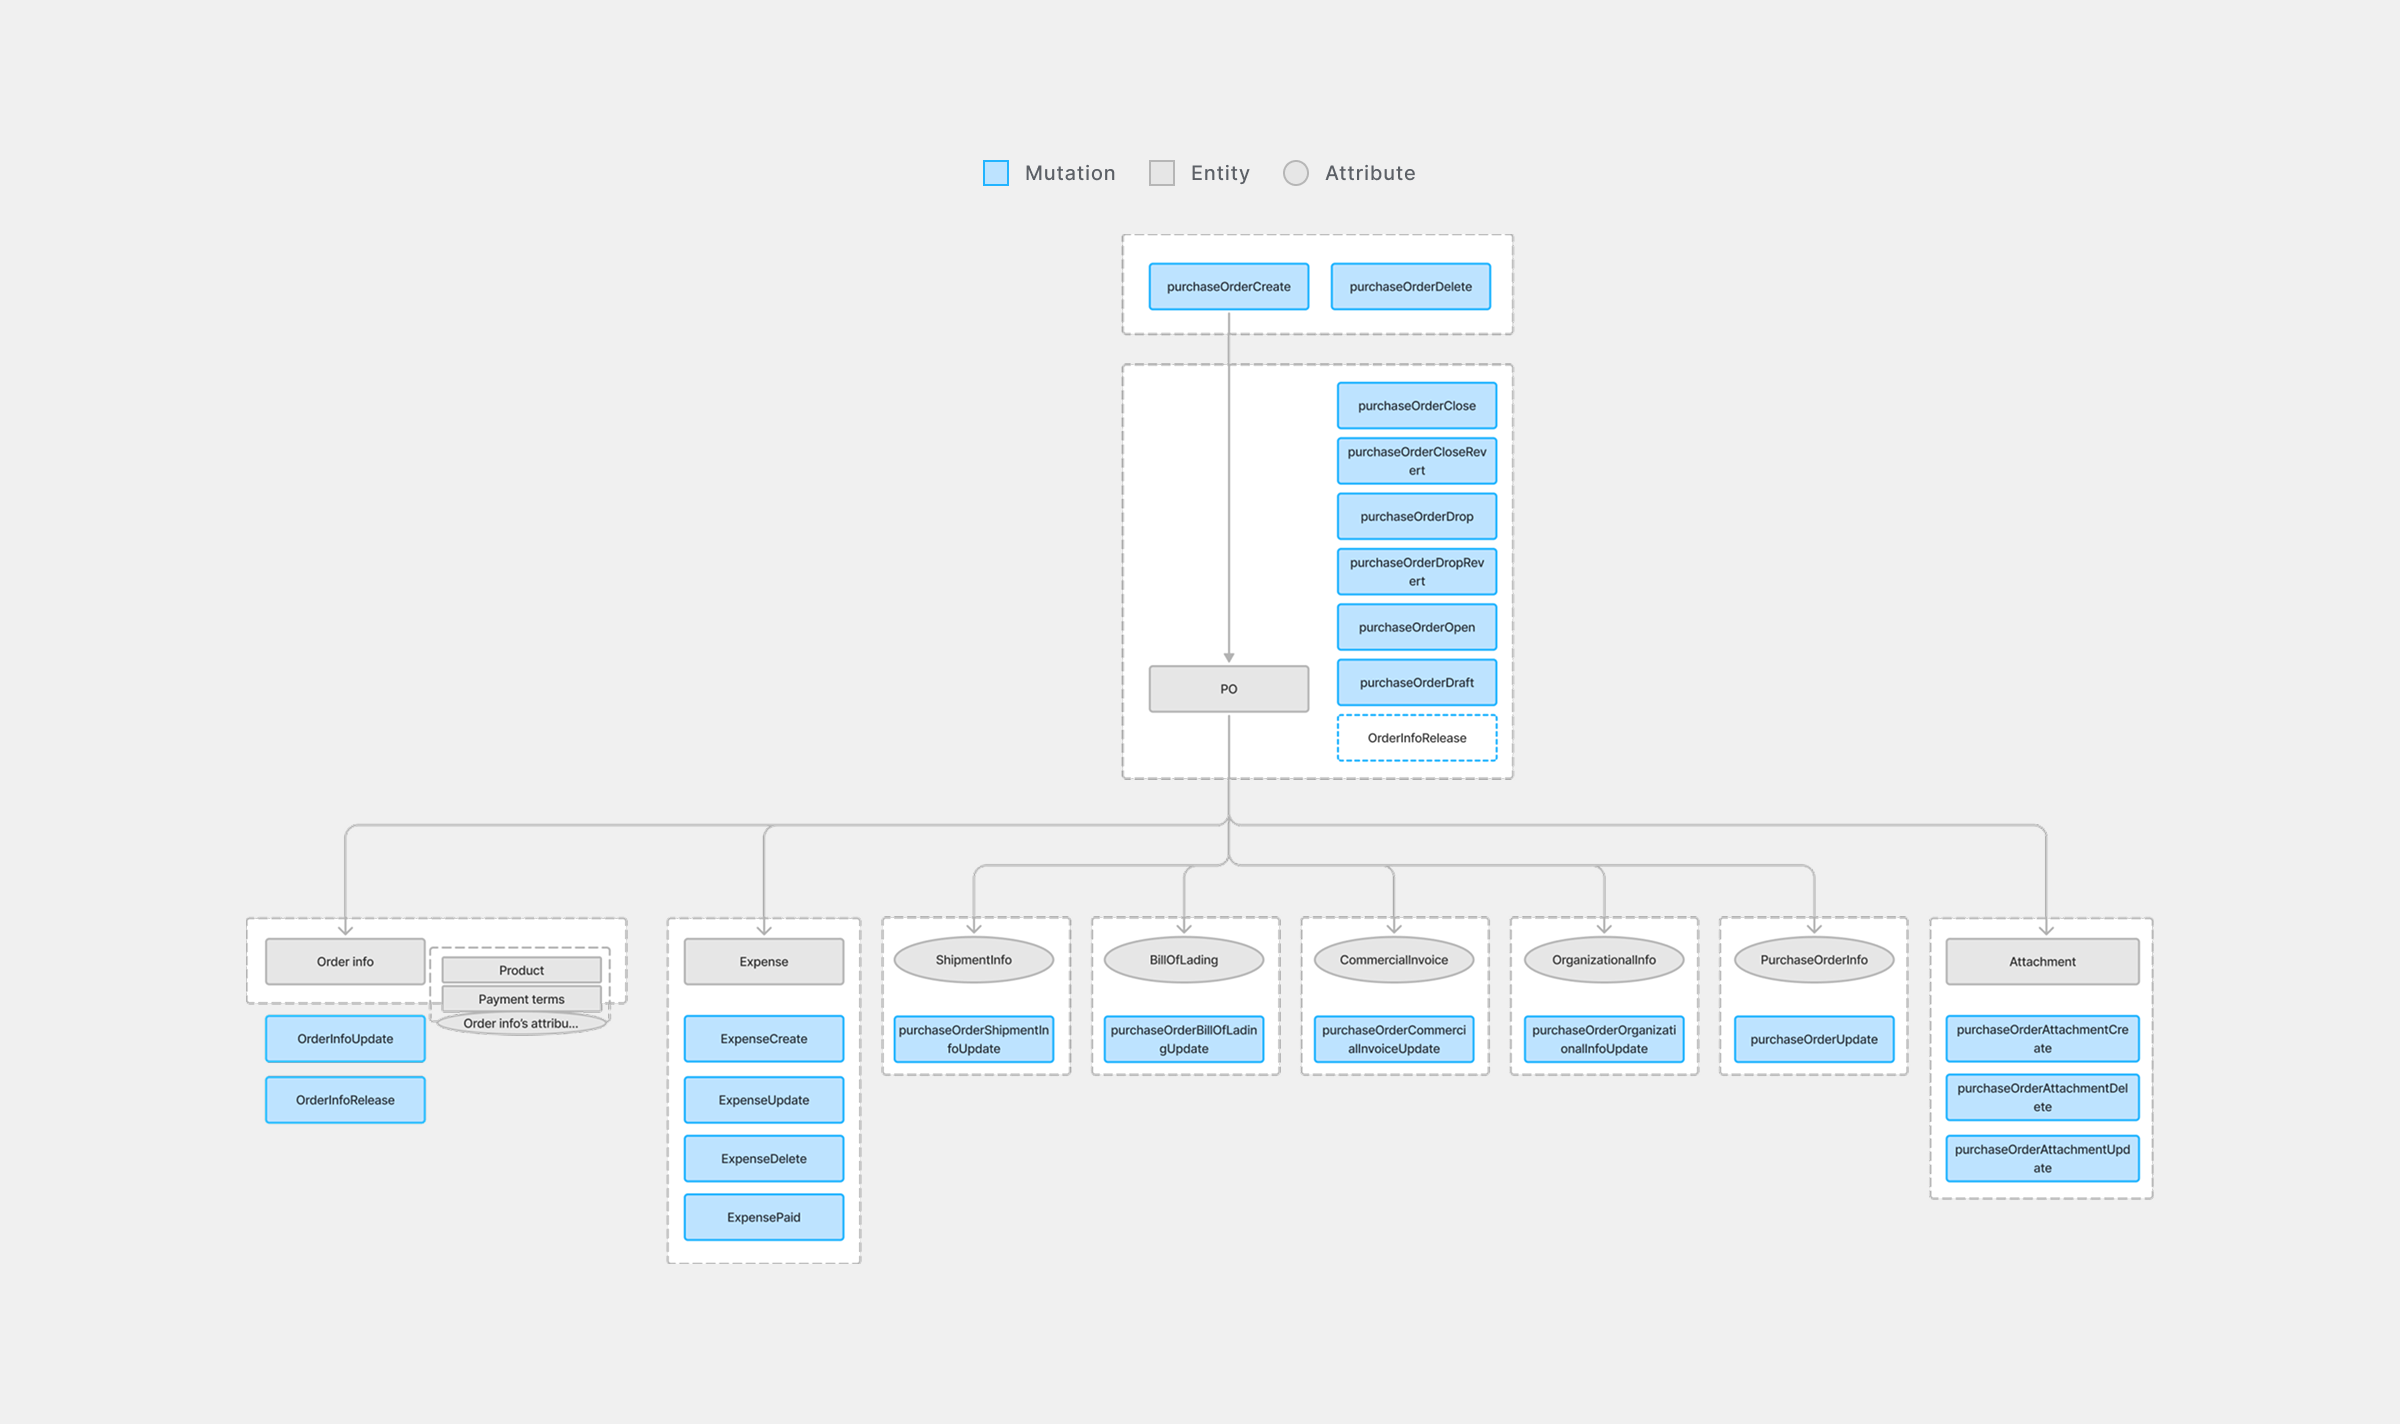 Mutation
Entity
Attribute
purchaseOrderCreate
purchaseOrderDelete
purchaseOrderClose
purchaseOrderCloseRev
ert
purchaseOrderDrop
purchaseOrderDropRev
ert
purchaseOrderOpen
purchaseOrderDraft
OrderInfoRelease
PO
Order info
Product
Payment terms
Order info's attribu...
OrderInfoUpdate
OrderInfoRelease
Expense
ExpenseCreate
ExpenseUpdate
ExpenseDelete
ExpensePaid
ShipmentInfo
purchaseOrderShipmentIn
foUpdate
BillOfLading
purchaseOrderBillOfLadin
gUpdate
CommercialInvoice
purchaseOrderCommerci
alInvoiceUpdate
OrganizationalInfo
purchaseOrderOrganizati
onalInfoUpdate
PurchaseOrderInfo
purchaseOrderUpdate
Attachment
purchaseOrderAttachmentCre
ate
purchaseOrderAttachmentDel
ete
purchaseOrderAttachmentUpd
ate